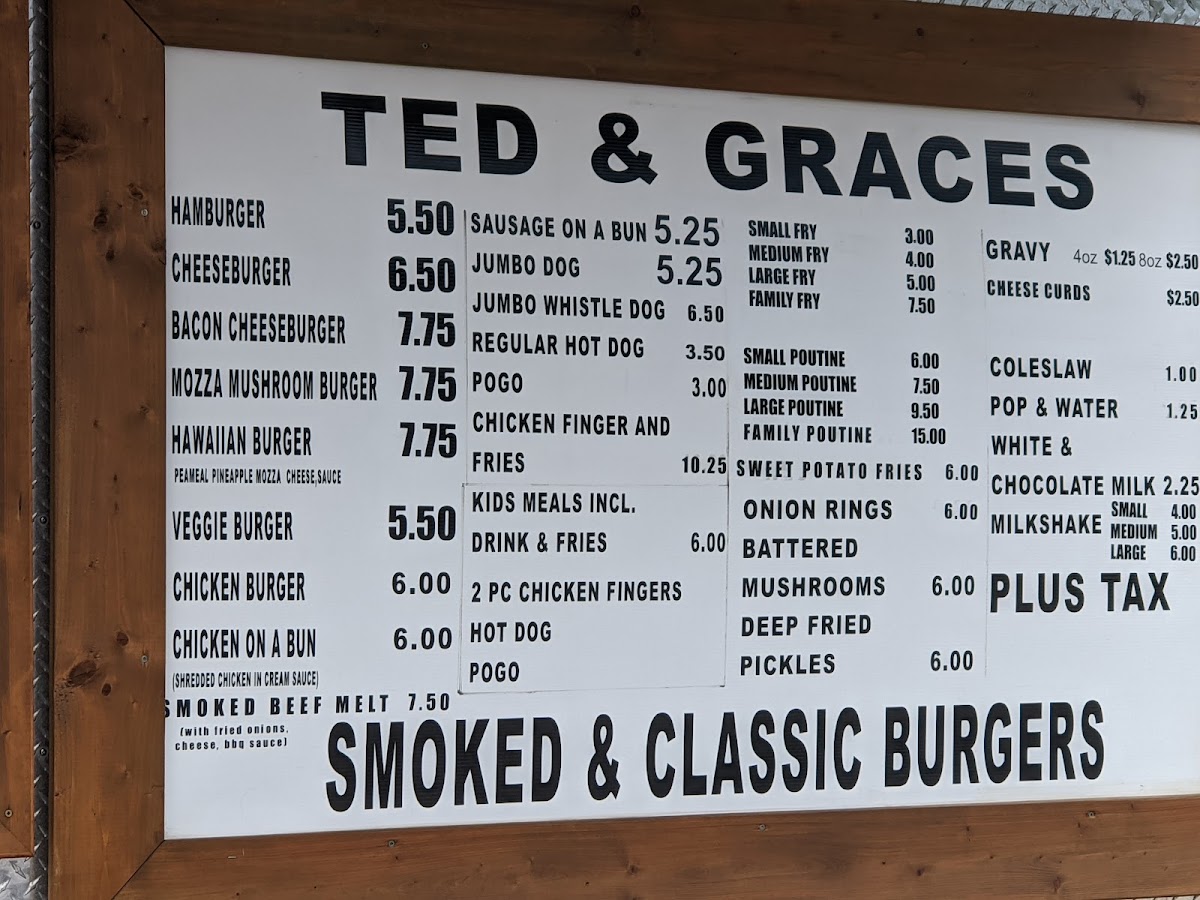 TED & GRACES
HAMBURGER 5.50
CHEESEBURGER 6.50
BACON CHEESEBURGER 7.75
MOZZA MUSHROOM BURGER 7.75
HAWAIIAN BURGER 7.75
PEAMEAL PINEAPPLE MOZZA CHEESE,SAUCE
VEGGIE BURGER 5.50
CHICKEN BURGER 6.00
CHICKEN ON A BUN 6.00
(SHREDDED CHICKEN IN CREAM SAUCE)
SMOKED BEEF MELT 7.50
(with fried onions,
cheese, bbq sauce)
SAUSAGE ON A BUN 5.25
JUMBO DOG 5.25
JUMBO WHISTLE DOG 6.50
REGULAR HOT DOG 3.50
POGO 3.00
CHICKEN FINGER AND
FRIES 10.25
KIDS MEALS INCL.
DRINK & FRIES 6.00
2 PC CHICKEN FINGERS
HOT DOG
POGO
SMALL FRY 3.00
MEDIUM FRY 4.00
LARGE FRY 5.00
FAMILY FRY 7.50
SMALL POUTINE 6.00
MEDIUM POUTINE 7.50
LARGE POUTINE 9.50
FAMILY POUTINE 15.00
SWEET POTATO FRIES 6.00
ONION RINGS 6.00
BATTERED
MUSHROOMS 6.00
DEEP FRIED
PICKLES 6.00
GRAVY 4oz $1.25 8oz $2.50
CHEESE CURDS $2.50
COLESLAW 1.00
POP & WATER 1.25
WHITE &
CHOCOLATE MILK 2.25
MILKSHAKE SMALL 4.00
MEDIUM 5.00
LARGE 6.00
PLUS TAX
SMOKED & CLASSIC BURGERS